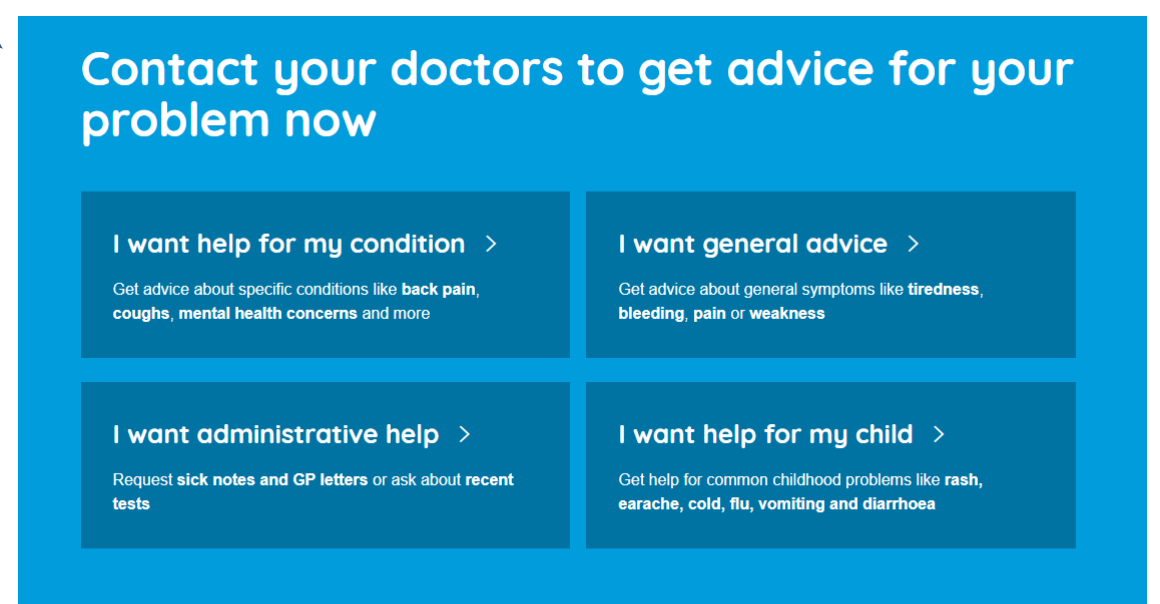 Contact your doctors to get advice for your
problem now
I want help for my condition
Get advice about specific conditions like back pain,
coughs, mental health concerns and more
I want general advice
Get advice about general symptoms like tiredness,
bleeding, pain or weakness
I want administrative help
Request sick notes and GP letters or ask about recent
tests
I want help for my child
Get help for common childhood problems like rash,
earache, cold, flu, vomiting and diarrhoea